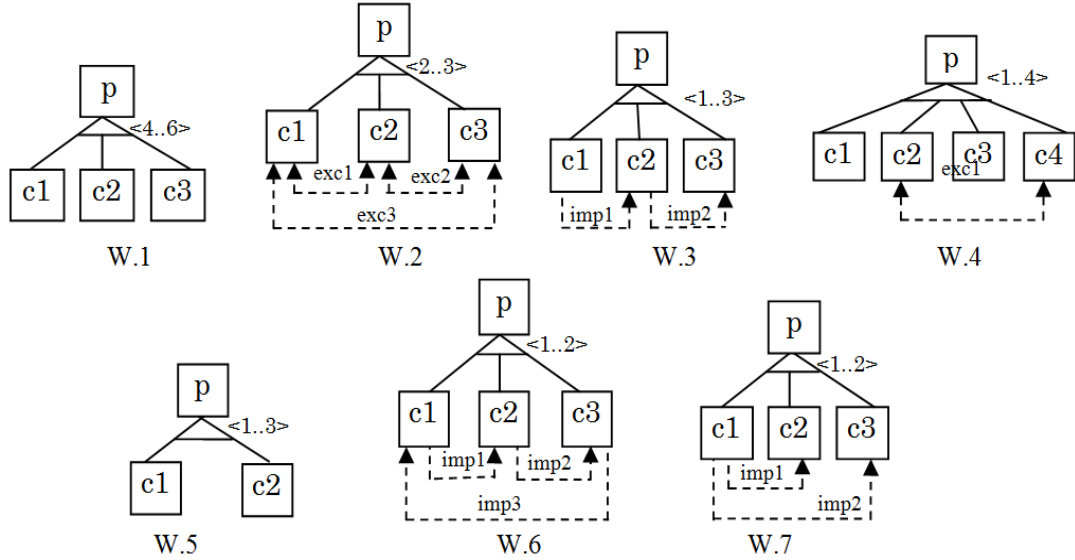 p
<4..6>
c1 c2 c3
W.1
p
<2..3>
c1 c2 c3
exc1 exc2
exc3
W.2
p
<1..3>
c1 c2 c3
imp1 imp2
W.3
p
<1..4>
c1 c2 c3 c4
exc1
W.4
p
<1..3>
c1 c2
W.5
p
<1..2>
c1 c2 c3
imp1 imp2
imp3
W.6
p
<1..2>
c1 c2 c3
imp1
imp2
W.7